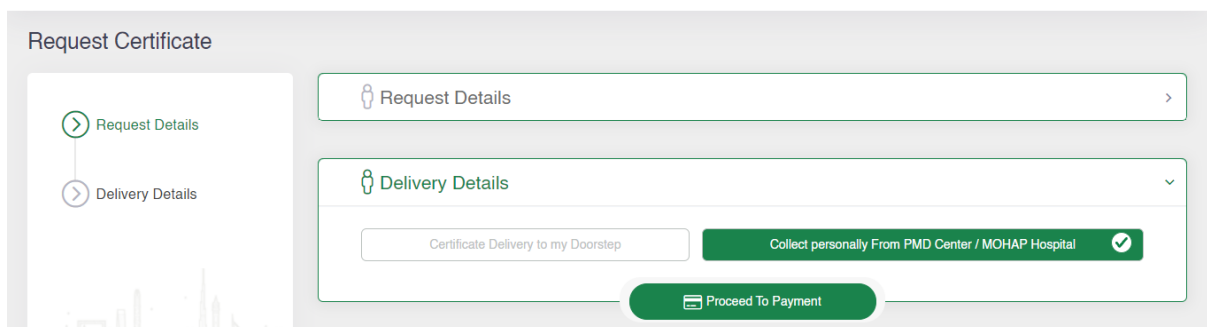 Request Certificate
Request Details
Delivery Details
Request Details
Delivery Details
Certificate Delivery to my Doorstep
Collect personally From PMD Center / MOHAP Hospital
Proceed To Payment